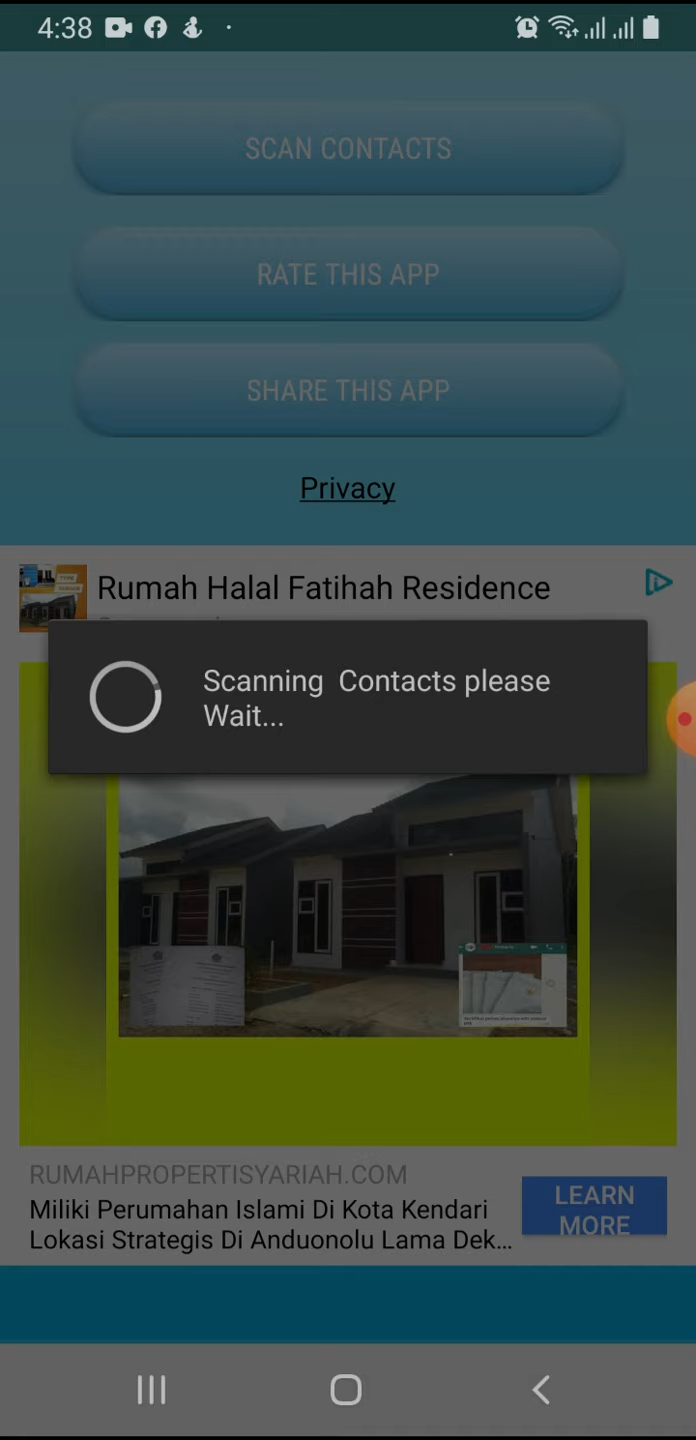 4:38
SCAN CONTACTS
RATE THIS APP
SHARE THIS APP
Privacy
Rumah Halal Fatihah Residence
Scanning Contacts please
Wait...
RUMAHPROPERTISYARIAH.COM
Miliki Perumahan Islami Di Kota Kendari
Lokasi Strategis Di Anduonolu Lama Dek...
LEARN
MORE